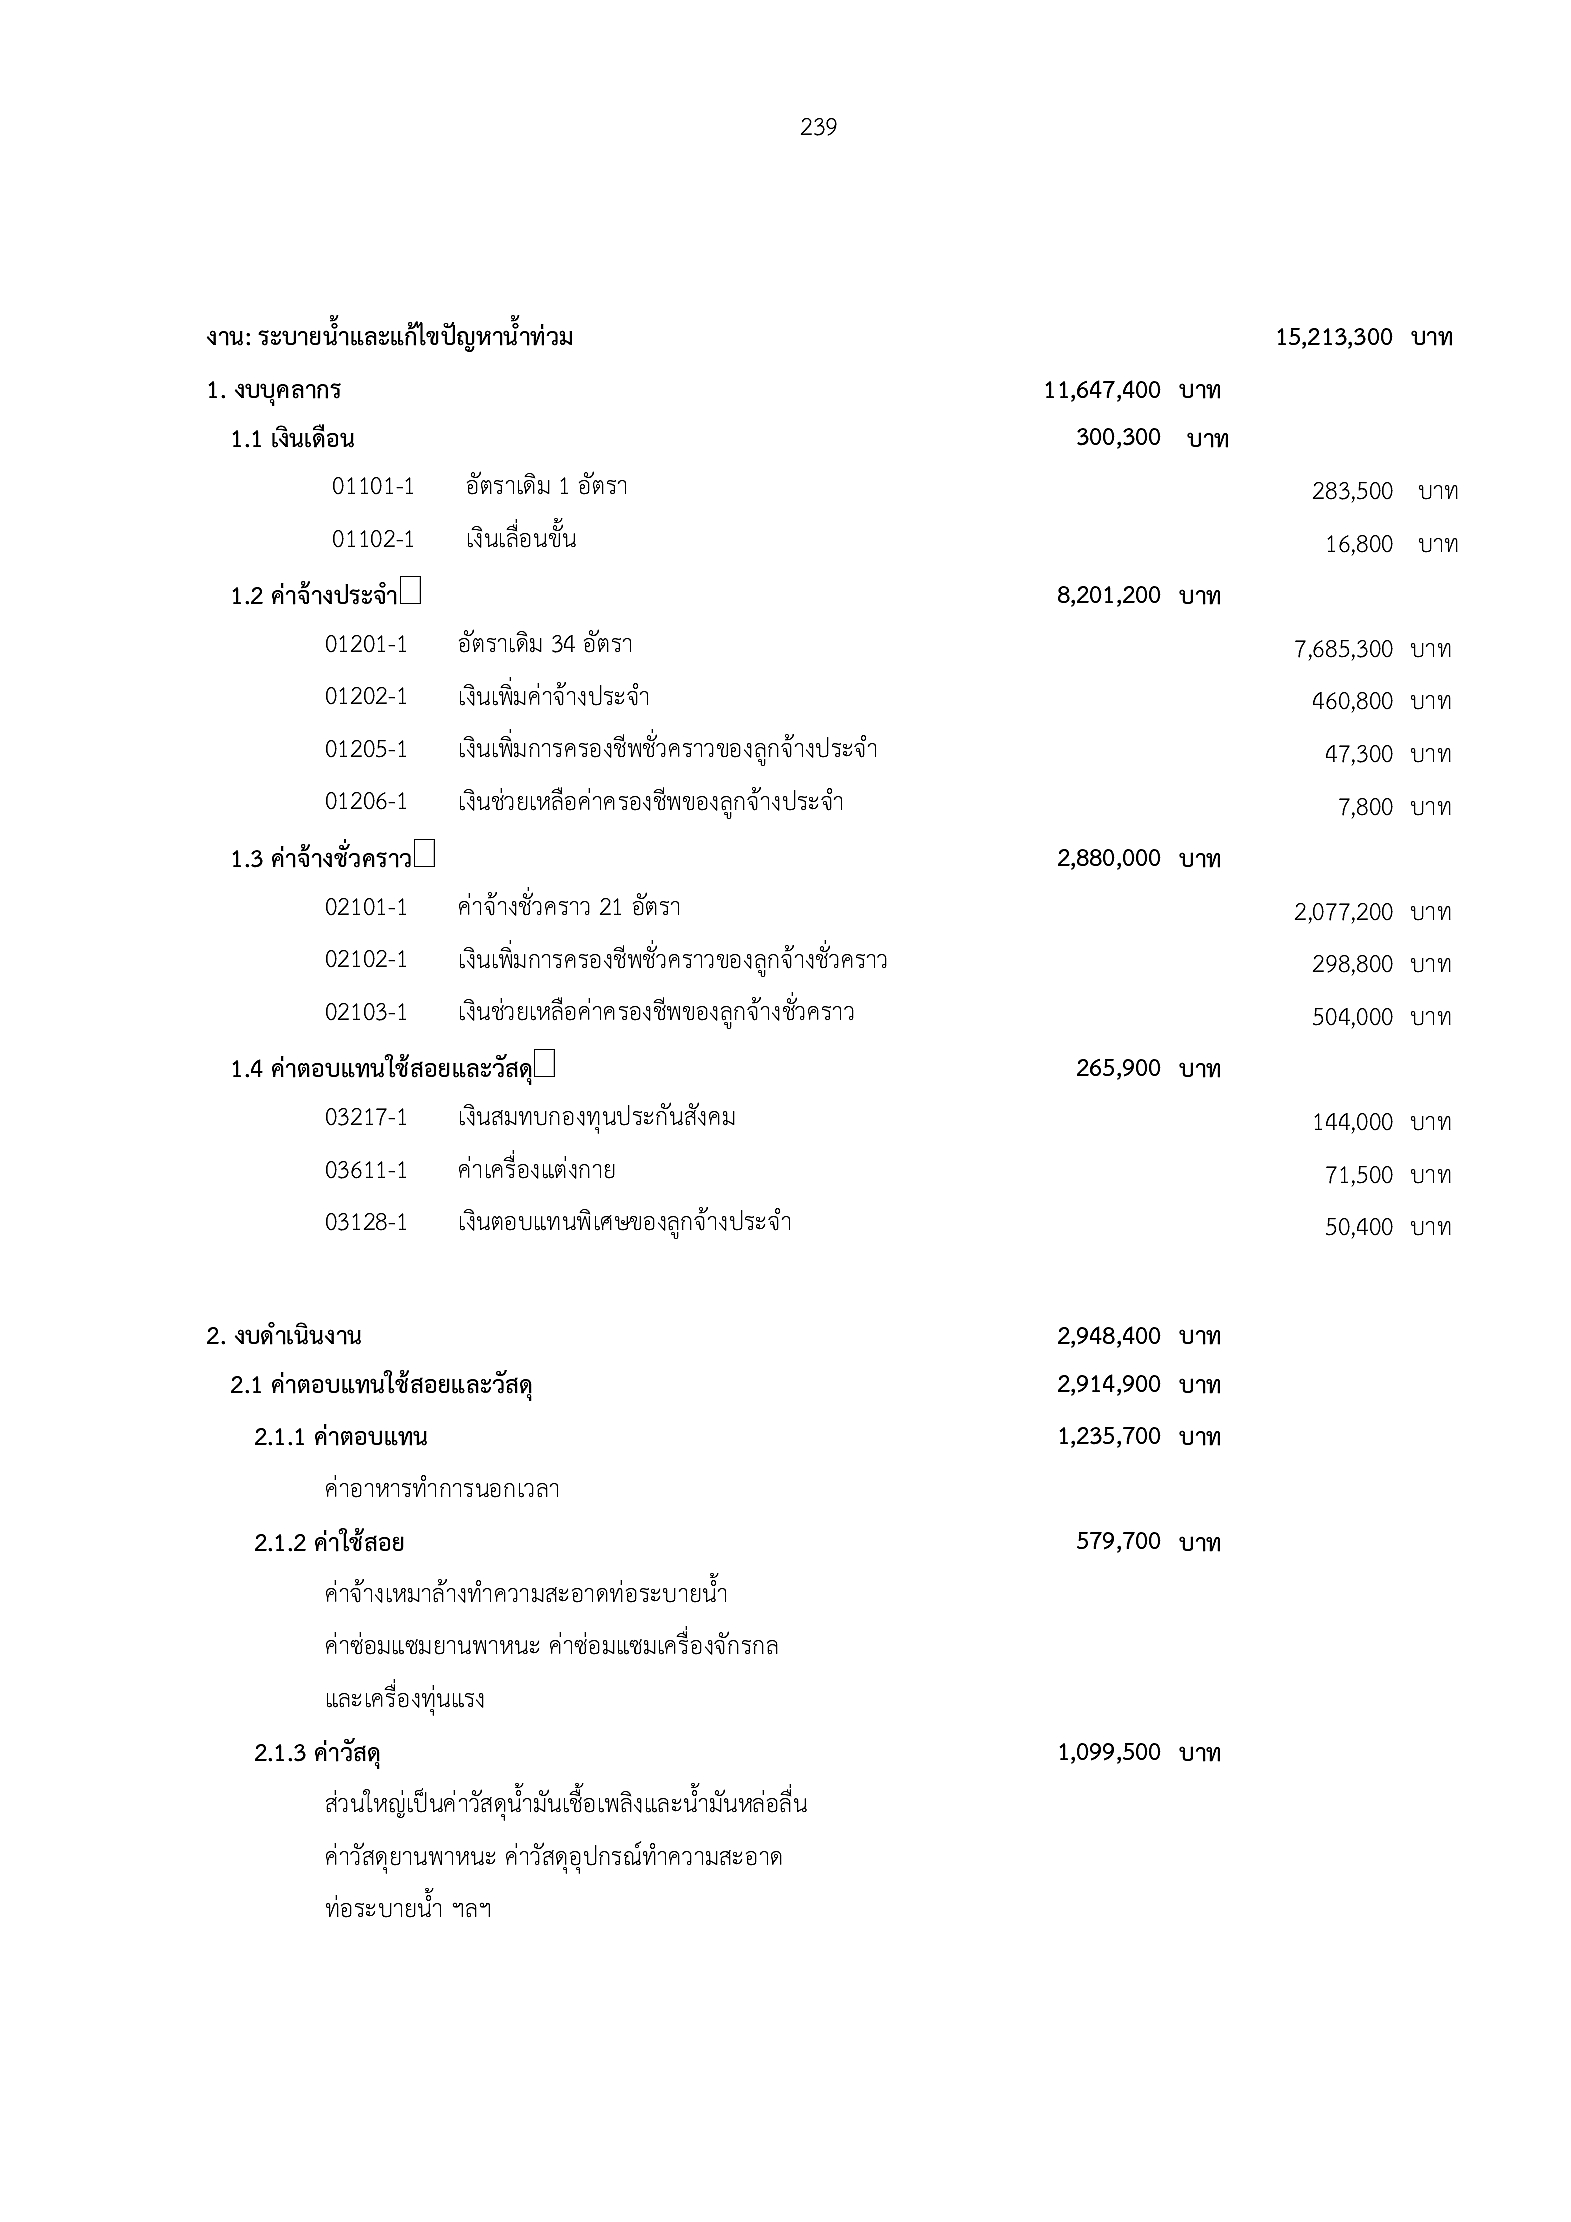 239
งาน: ระบายน้ำและแก้ไขปัญหาน้ำท่วม 15,213,300 บาท
1. งบบุคลากร 11,647,400 บาท
1.1 เงินเดือน 300,300 บาท
01101-1 อัตราเดิม 1 อัตรา 283,500 บาท
01102-1 เงินเลื่อนขั้น 16,800 บาท
1.2 ค่าจ้างประจำ 8,201,200 บาท
01201-1 อัตราเดิม 34 อัตรา 7,685,300 บาท
01202-1 เงินเพิ่มค่าจ้างประจำ 460,800 บาท
01205-1 เงินเพิ่มการครองชีพชั่วคราวของลูกจ้างประจำ 47,300 บาท
01206-1 เงินช่วยเหลือค่าครองชีพของลูกจ้างประจำ 7,800 บาท
1.3 ค่าจ้างชั่วคราว 2,880,000 บาท
02101-1 ค่าจ้างชั่วคราว 21 อัตรา 2,077,200 บาท
02102-1 เงินเพิ่มการครองชีพชั่วคราวของลูกจ้างชั่วคราว 298,800 บาท
02103-1 เงินช่วยเหลือค่าครองชีพของลูกจ้างชั่วคราว 504,000 บาท
1.4 ค่าตอบแทนใช้สอยและวัสดุ 265,900 บาท
03217-1 เงินสมทบกองทุนประกันสังคม 144,000 บาท
03611-1 ค่าเครื่องแต่งกาย 71,500 บาท
03128-1 เงินตอบแทนพิเศษของลูกจ้างประจำ 50,400 บาท
2. งบดำเนินงาน 2,948,400 บาท
2.1 ค่าตอบแทนใช้สอยและวัสดุ 2,914,900 บาท
2.1.1 ค่าตอบแทน 1,235,700 บาท
ค่าอาหารทำการนอกเวลา
2.1.2 ค่าใช้สอย 579,700 บาท
ค่าจ้างเหมาล้างทำความสะอาดท่อระบายน้ำ
ค่าซ่อมแซมยานพาหนะ ค่าซ่อมแซมเครื่องจักรกล
และเครื่องทุ่นแรง
2.1.3 ค่าวัสดุ 1,099,500 บาท
ส่วนใหญ่เป็นค่าวัสดุน้ำมันเชื้อเพลิงและน้ำมันหล่อลื่น
ค่าวัสดุยานพาหนะ ค่าวัสดุอุปกรณ์ทำความสะอาด
ท่อระบายน้ำ ฯลฯ